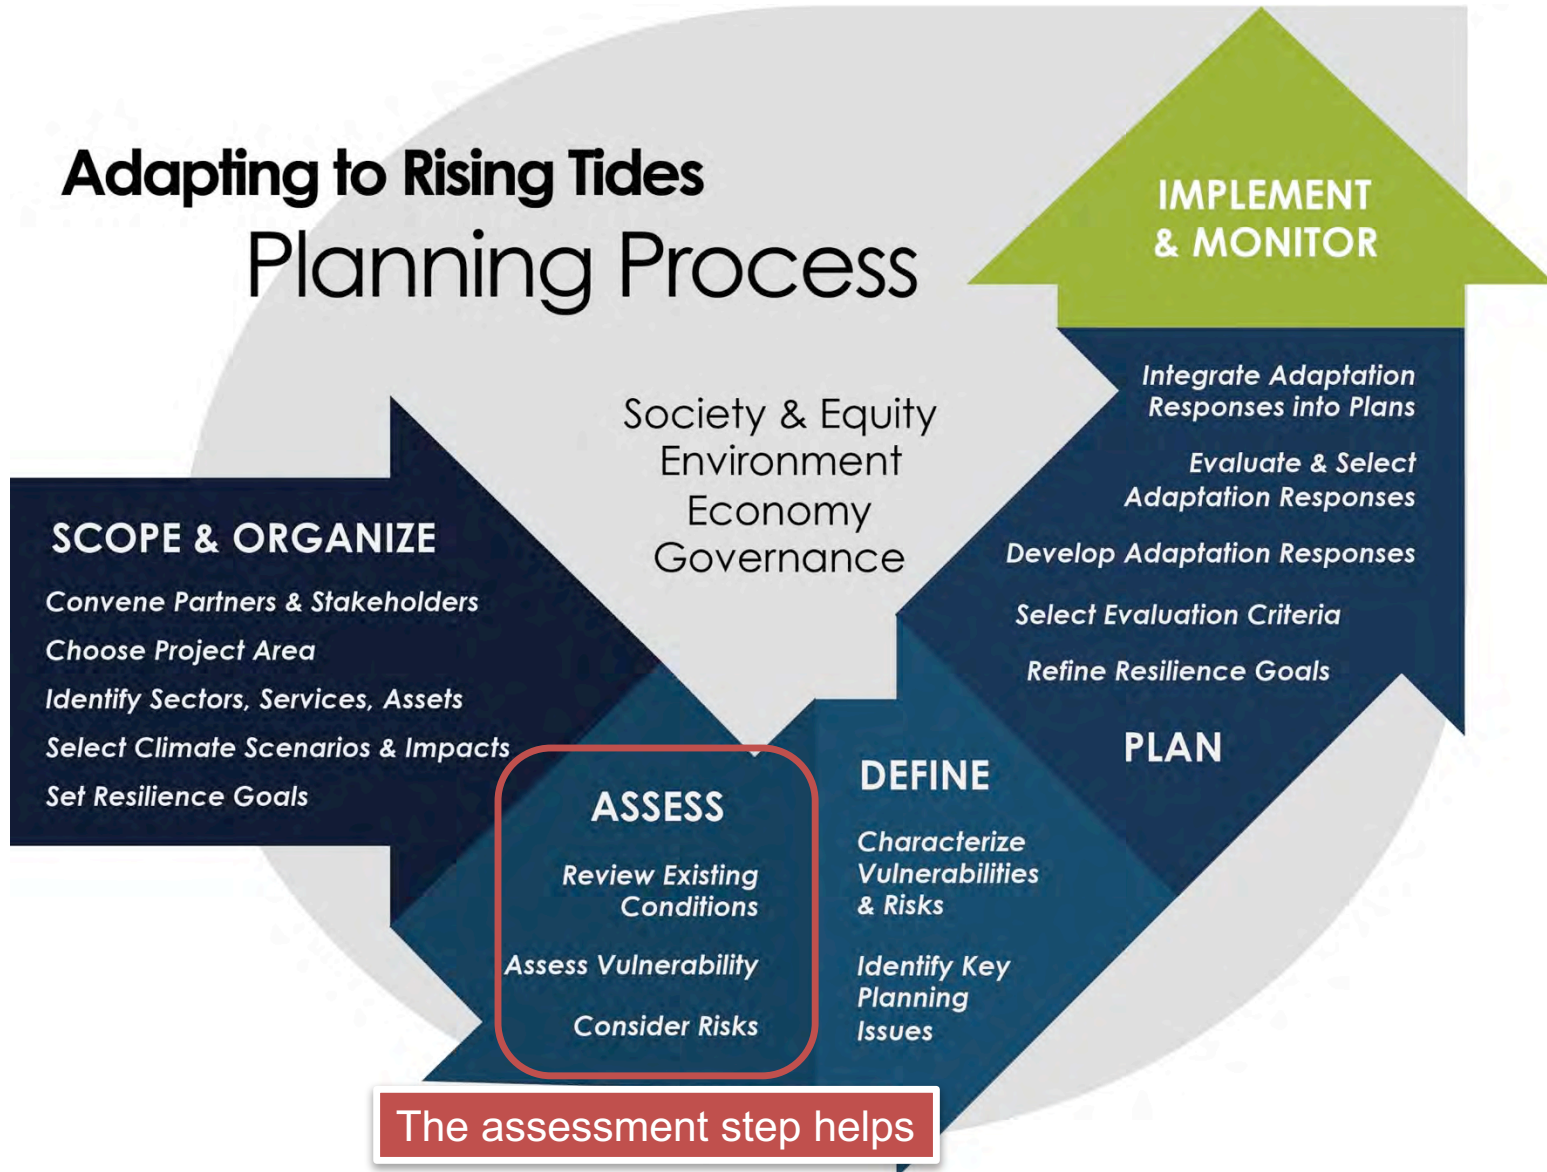 Adapting to Rising Tides
Planning Process
Society & Equity
Environment
Economy
Governance
SCOPE & ORGANIZE
Convene Partners & Stakeholders
Choose Project Area
Identify Sectors, Services, Assets
Select Climate Scenarios & Impacts
Set Resilience Goals
ASSESS
Review Existing
Conditions
Assess Vulnerability
Consider Risks
DEFINE
Characterize
Vulnerabilities
& Risks
Identify Key
Planning
Issues
IMPLEMENT
& MONITOR
Integrate Adaptation
Responses into Plans
Evaluate & Select
Adaptation Responses
Develop Adaptation Responses
Select Evaluation Criteria
Refine Resilience Goals
PLAN
The assessment step helps